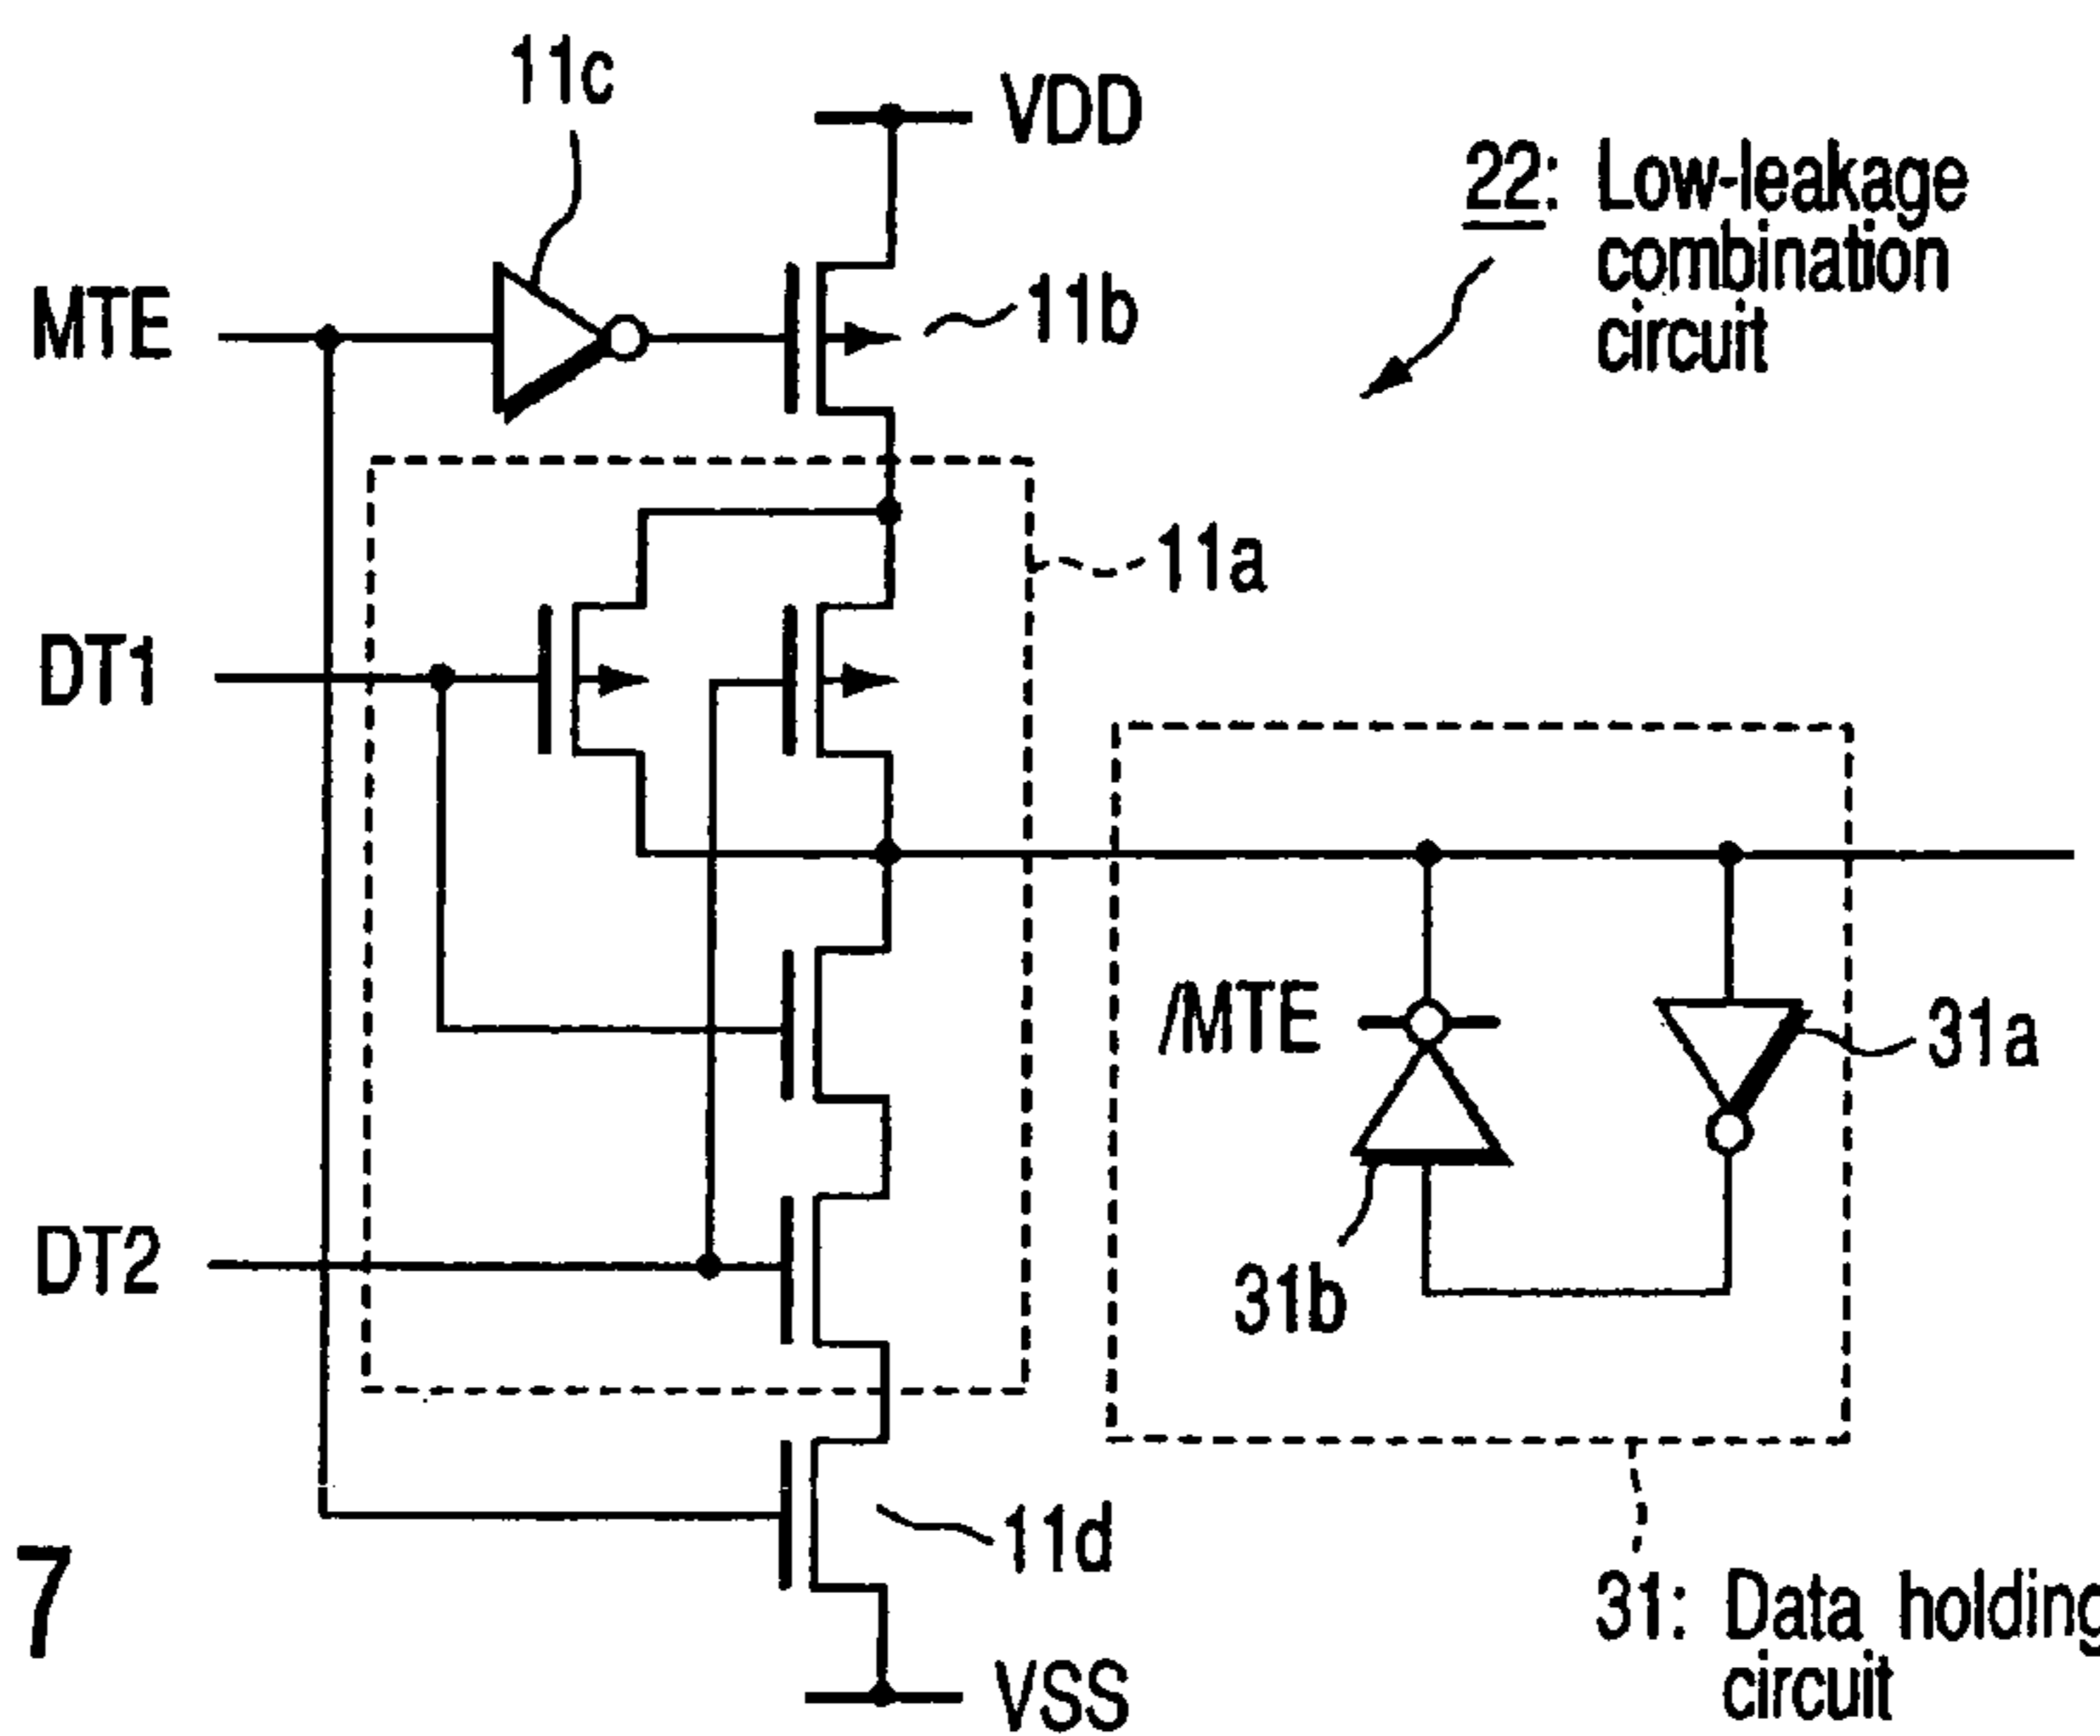 11c
VDD
22: Low-leakage
combination
circuit
MTE
11b
11a
DT1
/MTE
31a
DT2
31b
11d
7
31: Data holding
circuit
VSS